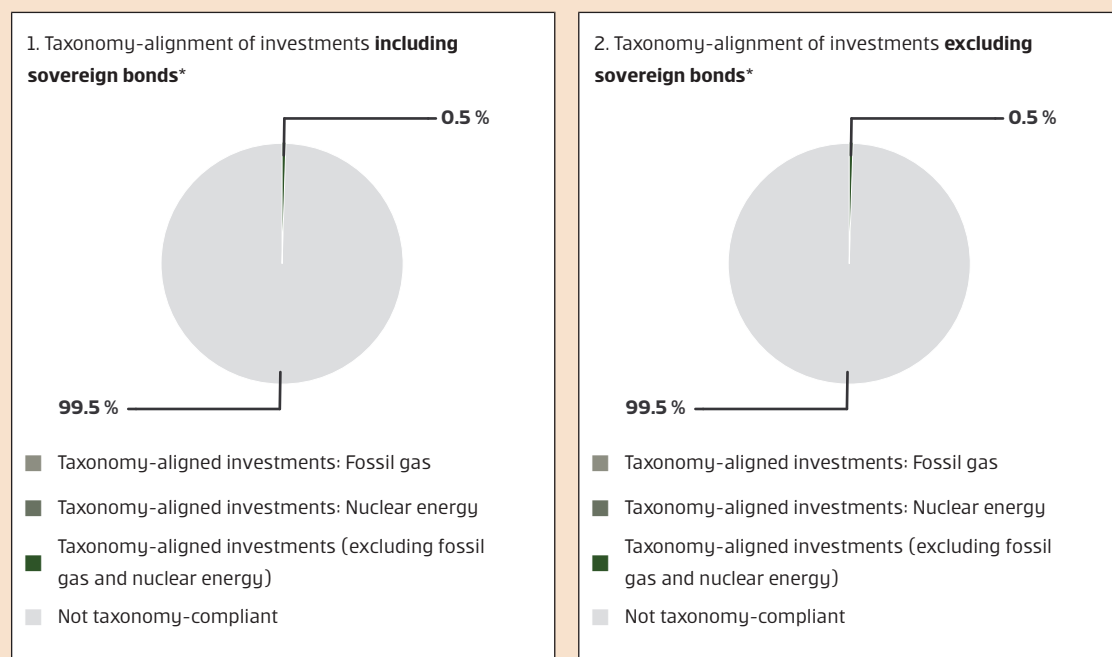 1. Taxonomy-alignment of investments including
sovereign bonds*
0.5 %
99.5 %
Taxonomy-aligned investments: Fossil gas
Taxonomy-aligned investments: Nuclear energy
Taxonomy-aligned investments (excluding fossil
gas and nuclear energy)
Not taxonomy-compliant
2. Taxonomy-alignment of investments excluding
sovereign bonds*
0.5 %
99.5 %
Taxonomy-aligned investments: Fossil gas
Taxonomy-aligned investments: Nuclear energy
Taxonomy-aligned investments (excluding fossil
gas and nuclear energy)
Not taxonomy-compliant